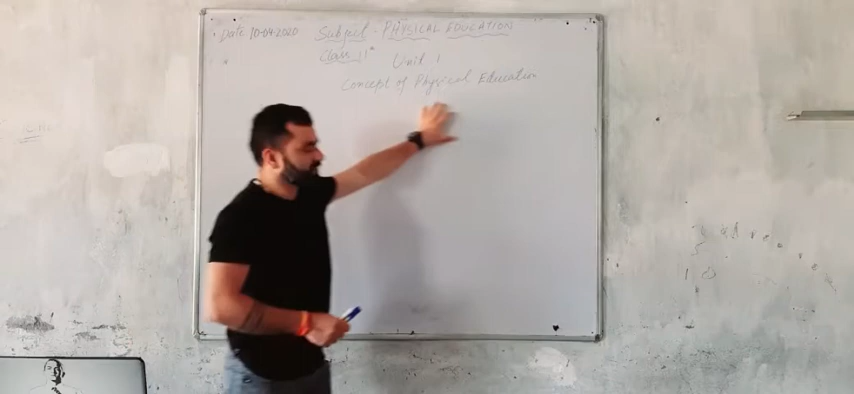 Date 10-04-2020 Subject - PHYSICAL EDUCATION
Class 11th
Unit 1
Concept of Physical Education